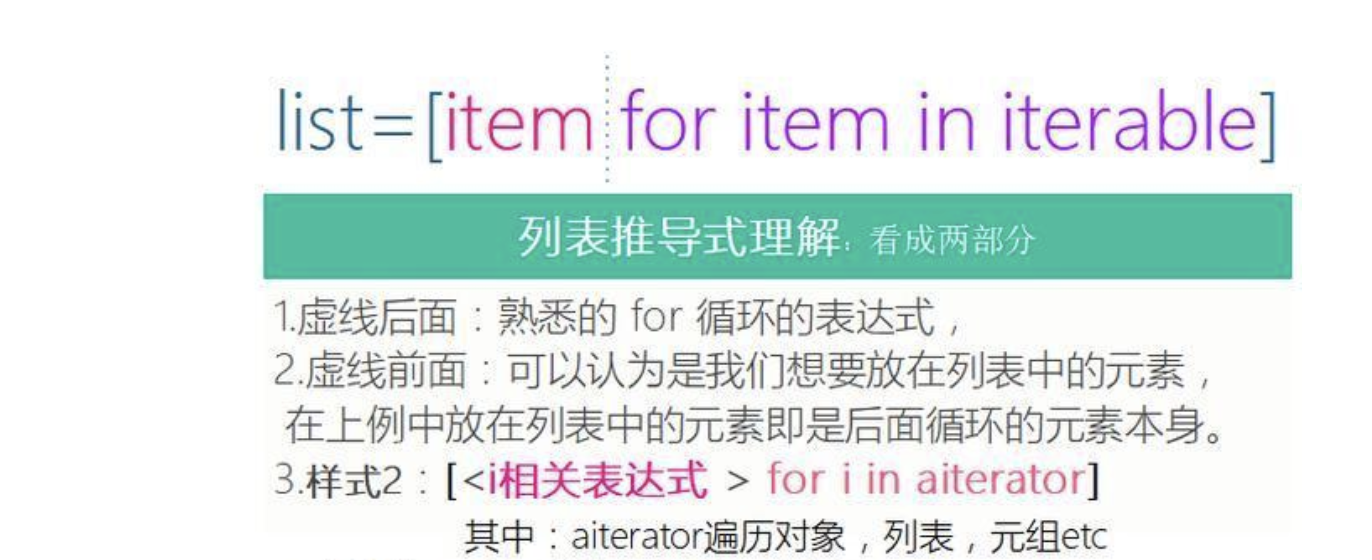 list=[item for item in iterable]
列表推导式理解：看成两部分
1.虚线后面：熟悉的 for 循环的表达式，
2.虚线前面：可以认为是我们想要放在列表中的元素，
在上例中放在列表中的元素即是后面循环的元素本身。
3.样式2：[<i相关表达式 > for i in aiterator]
其中：aiterator遍历对象，列表，元组etc